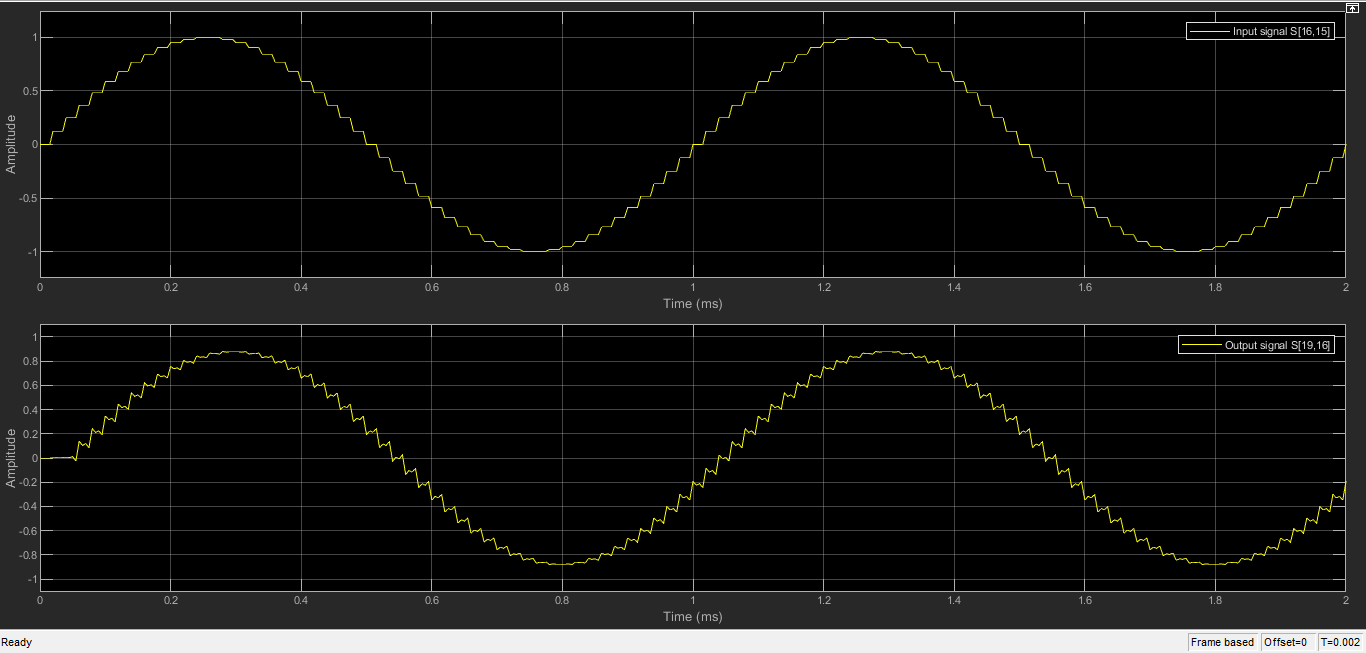 Input signal S[16,15]
1
0.5
0
-0.5
-1
Amplitude
0 0.2 0.4 0.6 0.8 1 1.2 1.4 1.6 1.8 2
Time (ms)
Output signal S[19,16]
1
0.8
0.6
0.4
0.2
0
-0.2
-0.4
-0.6
-0.8
-1
Amplitude
0 0.2 0.4 0.6 0.8 1 1.2 1.4 1.6 1.8 2
Time (ms)
Ready Frame based Offset=0 T=0.002